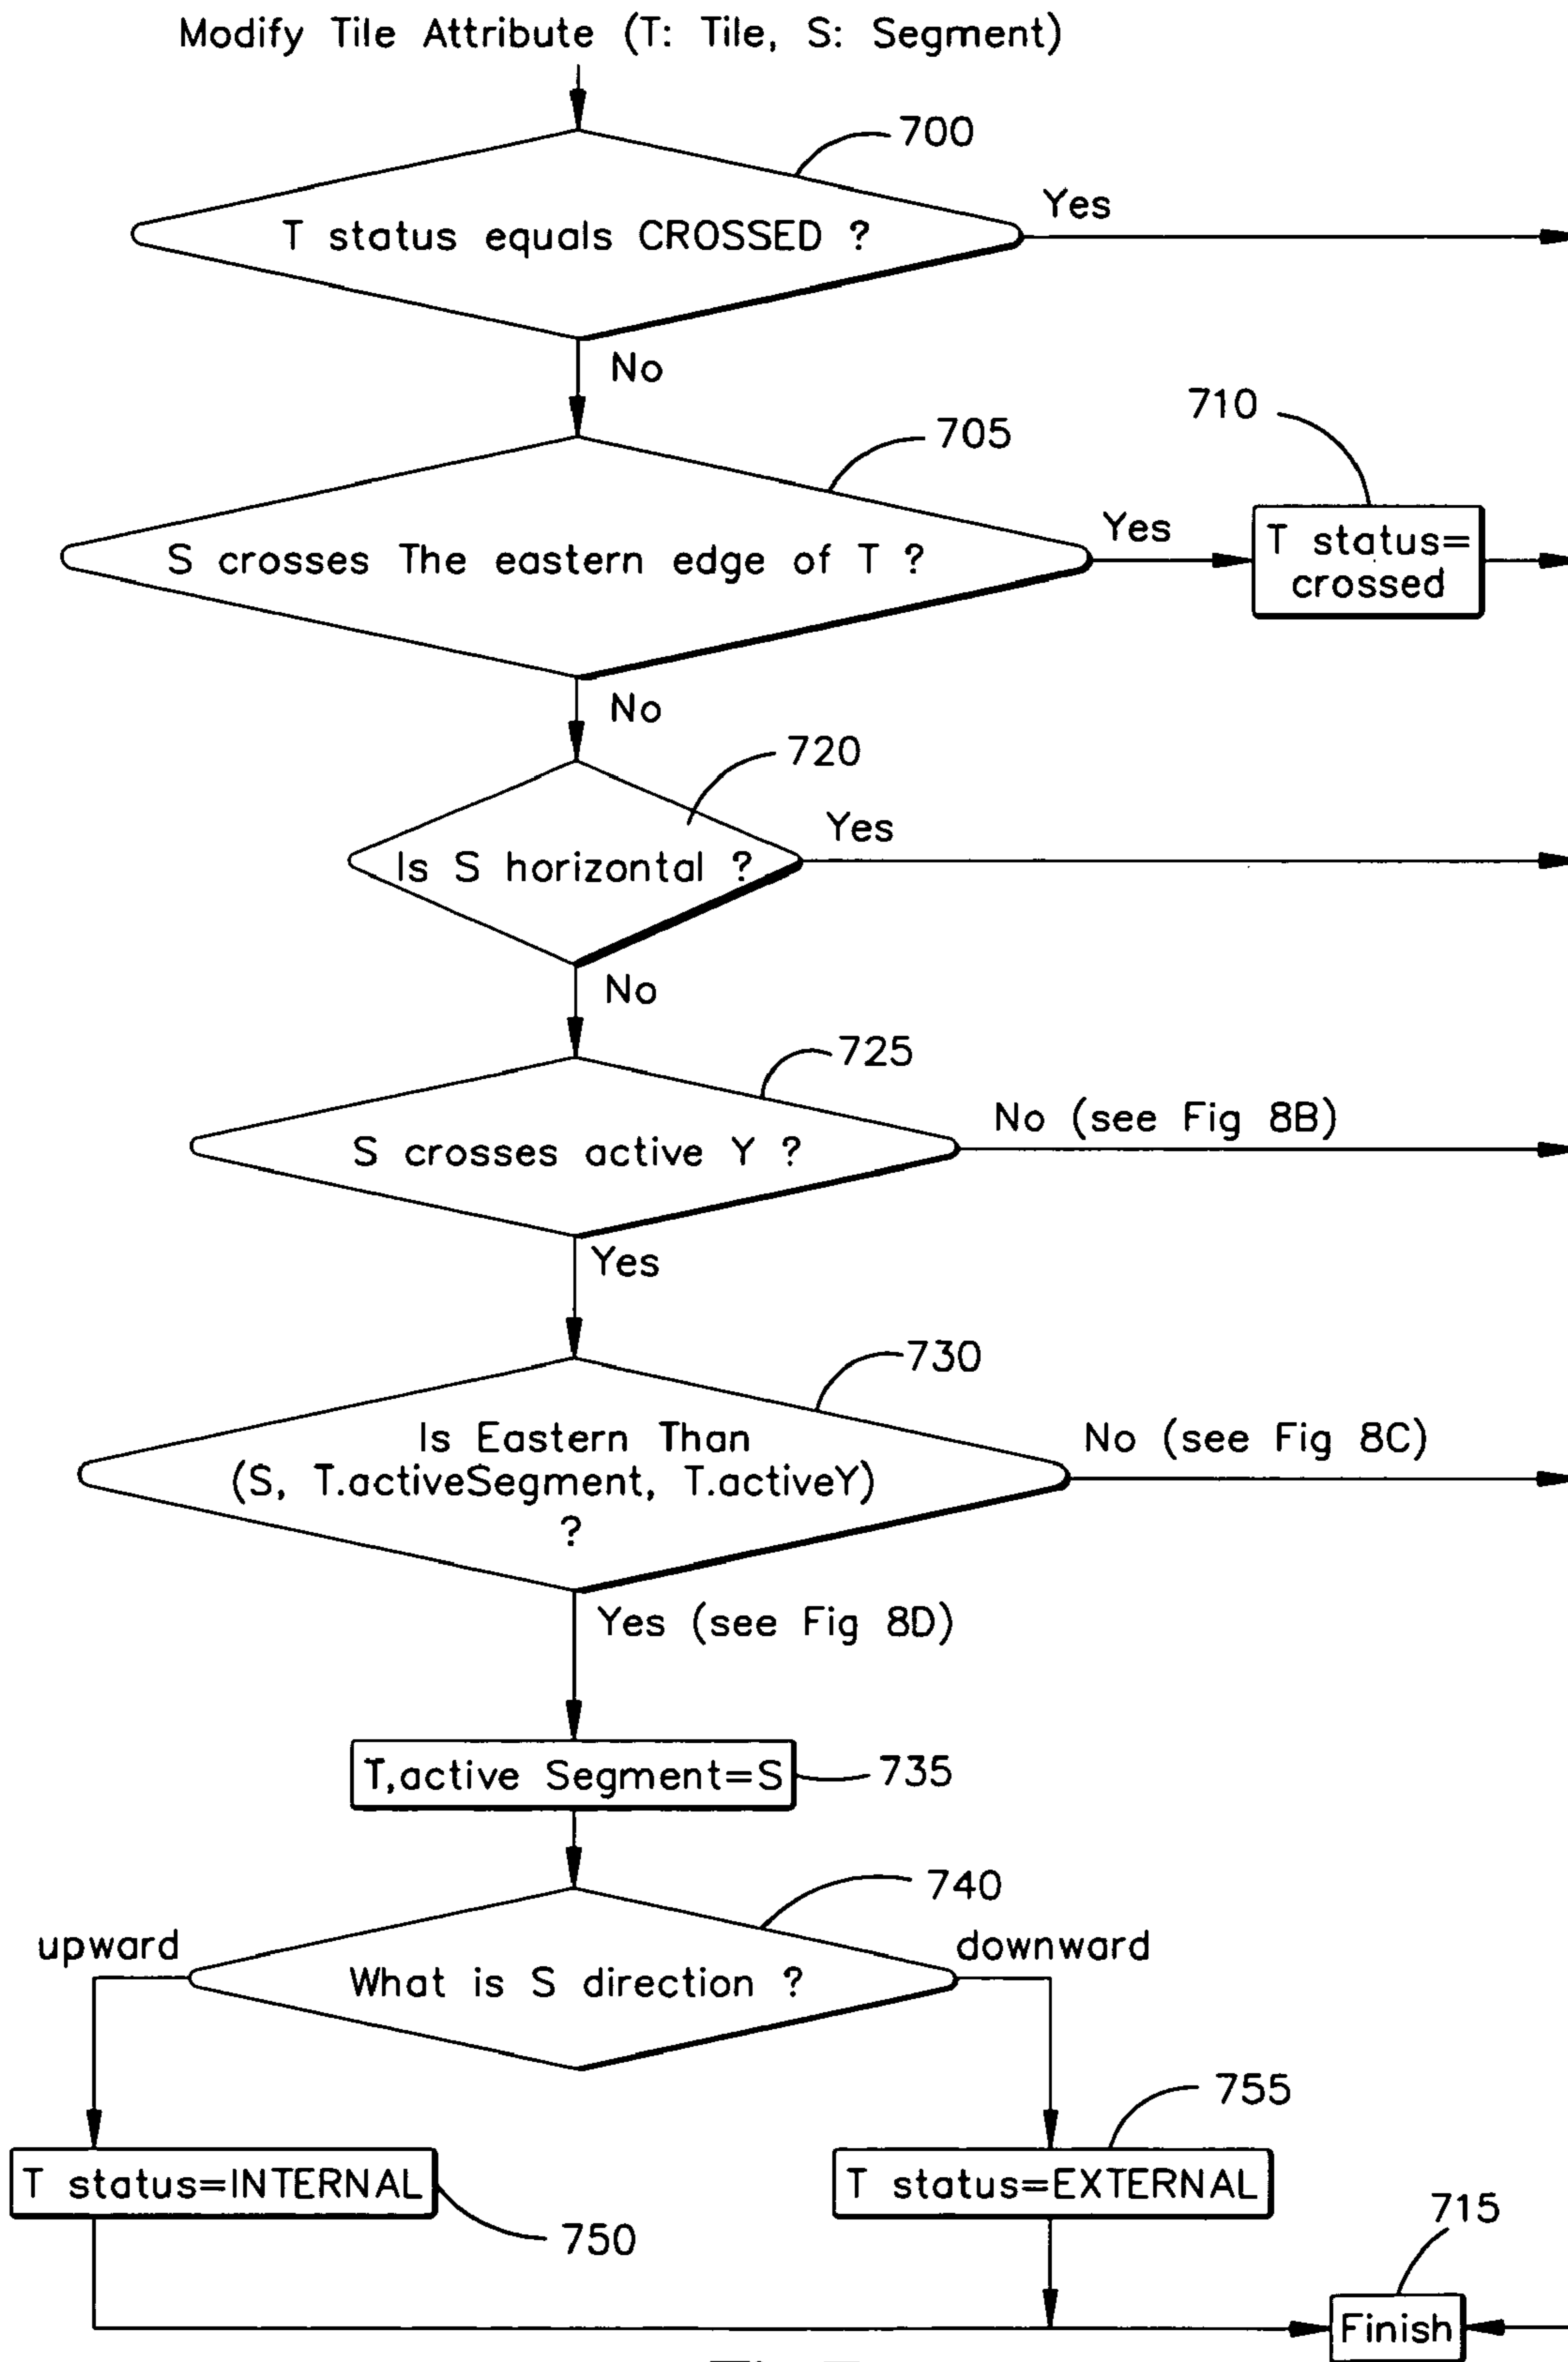 Modify Tile Attribute (T: Tile, S: Segment)
700
T status equals CROSSED ?
Yes
No
710
705
S crosses The eastern edge of T ?
Yes
T status=
crossed
No
720
Is S horizontal ?
Yes
No
725
S crosses active Y ?
No (see Fig 8B)
Yes
730
Is Eastern Than
(S, T.activeSegment, T.activeY)
?
No (see Fig 8C)
Yes (see Fig 8D)
T,active Segment=S
735
740
upward
What is S direction ?
downward
755
T status=INTERNAL
T status=EXTERNAL
750
715
Finish